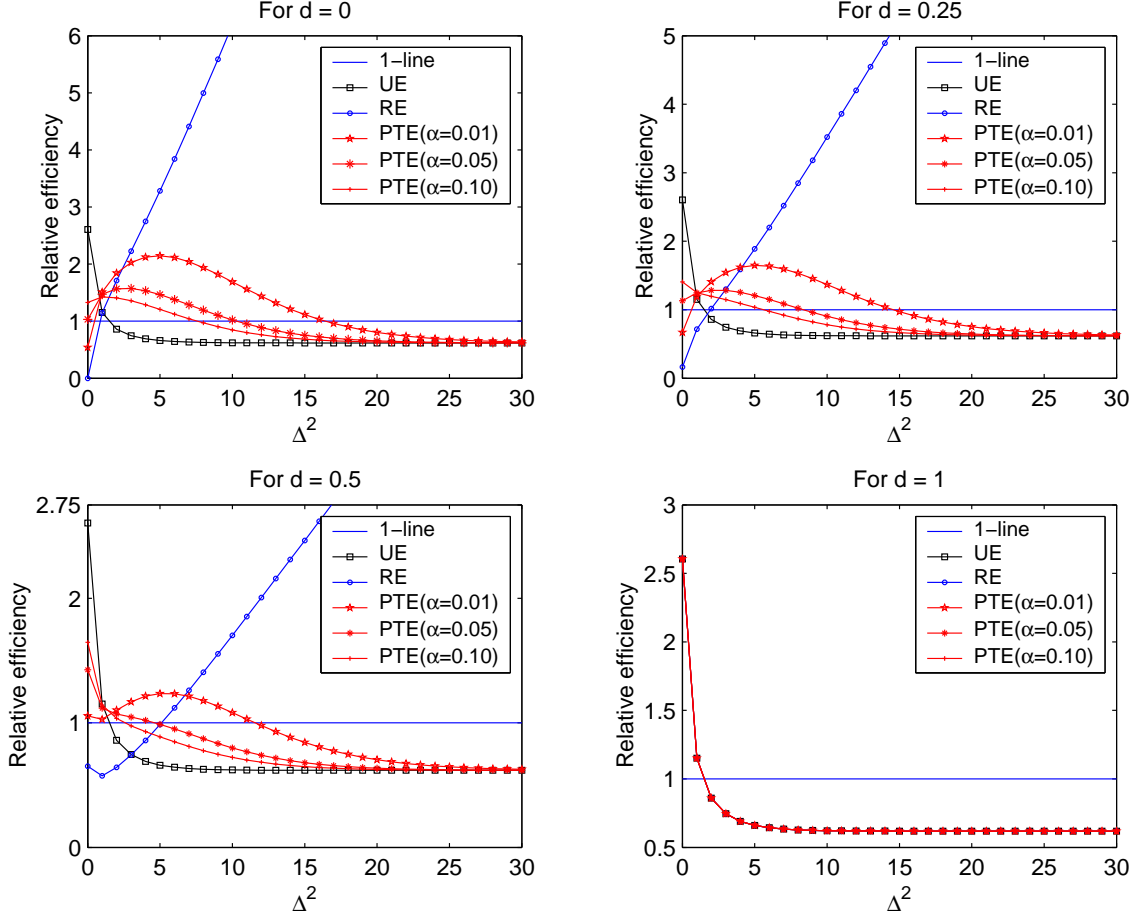 For d = 0
Relative efficiency
6
5
4
3
2
1
0
0 5 10 15 20 25 30
Δ²
1−line
UE
RE
PTE(α=0.01)
PTE(α=0.05)
PTE(α=0.10)
For d = 0.25
Relative efficiency
5
4
3
2
1
0
0 5 10 15 20 25 30
Δ²
1−line
UE
RE
PTE(α=0.01)
PTE(α=0.05)
PTE(α=0.10)
For d = 0.5
Relative efficiency
2.75
2
1
0
0 5 10 15 20 25 30
Δ²
1−line
UE
RE
PTE(α=0.01)
PTE(α=0.05)
PTE(α=0.10)
For d = 1
Relative efficiency
3
2.5
2
1.5
1
0.5
0 5 10 15 20 25 30
Δ²
1−line
UE
RE
PTE(α=0.01)
PTE(α=0.05)
PTE(α=0.10)